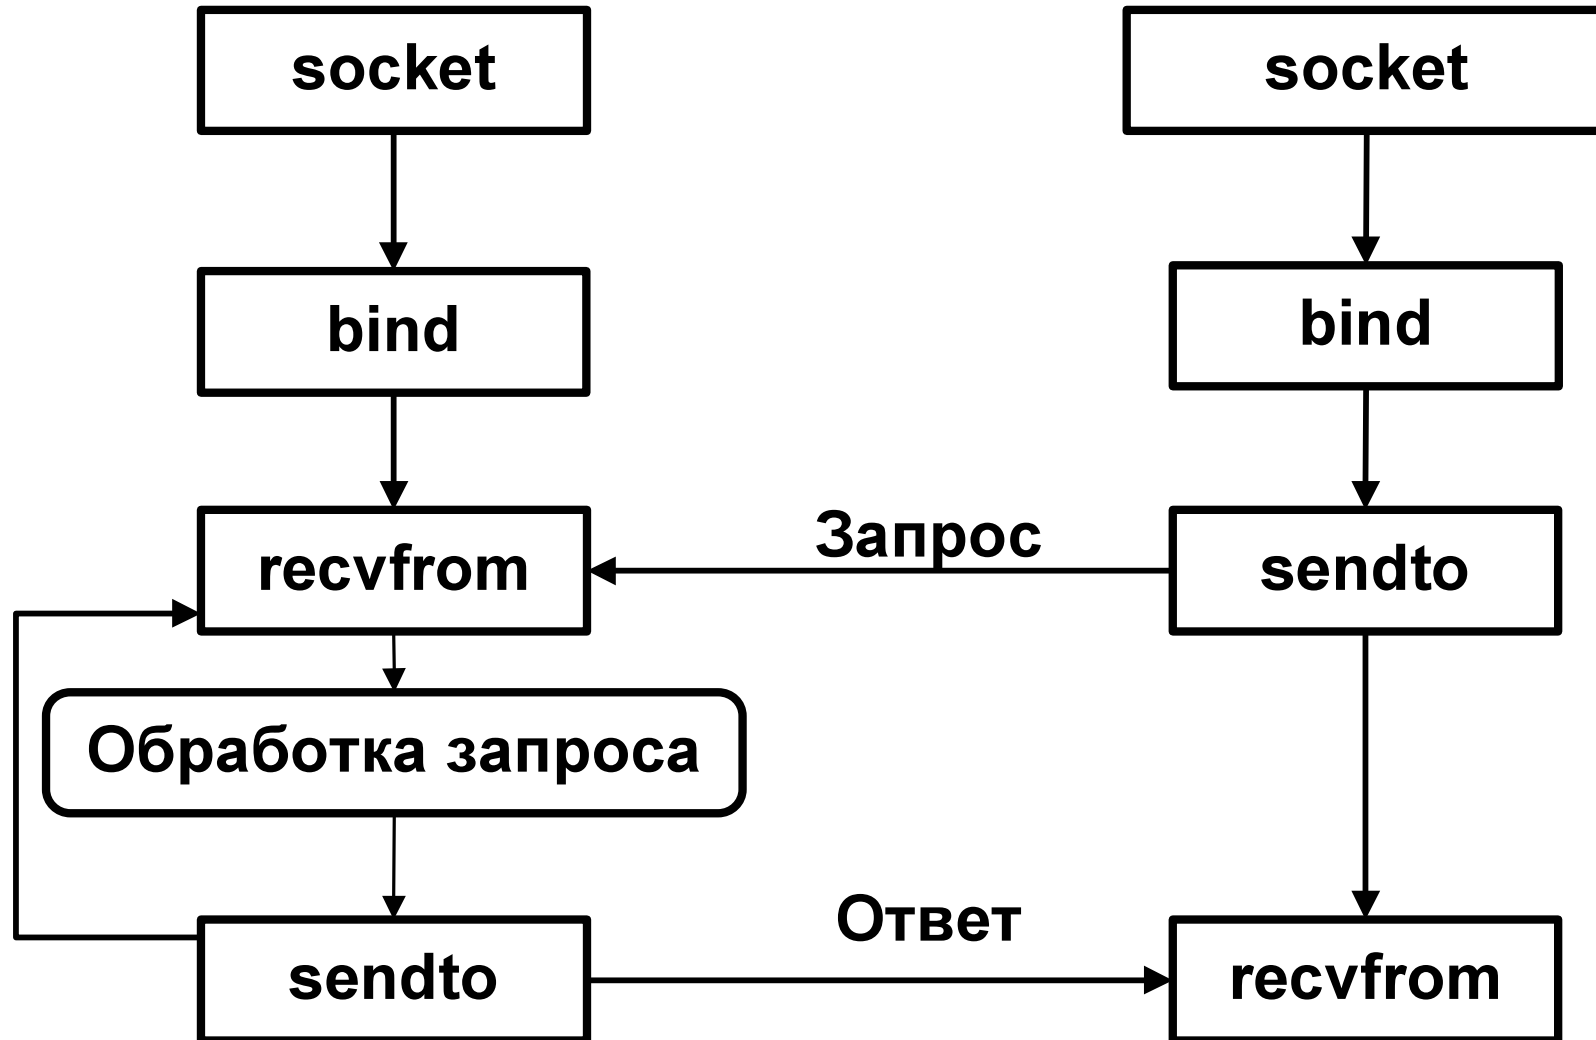 socket
socket
bind
bind
recvfrom
Запрос
sendto
Обработка запроса
Ответ
sendto
recvfrom